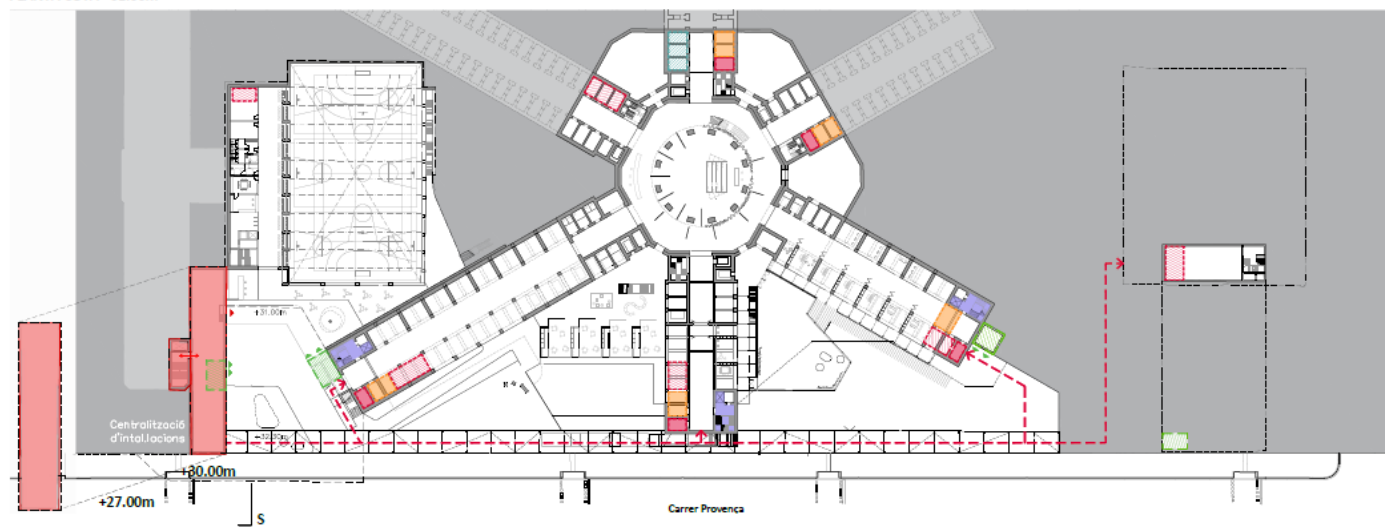 +31.00m
Centralització
d'intal.lacions
+30.00m
+27.00m
S
Carrer Provença